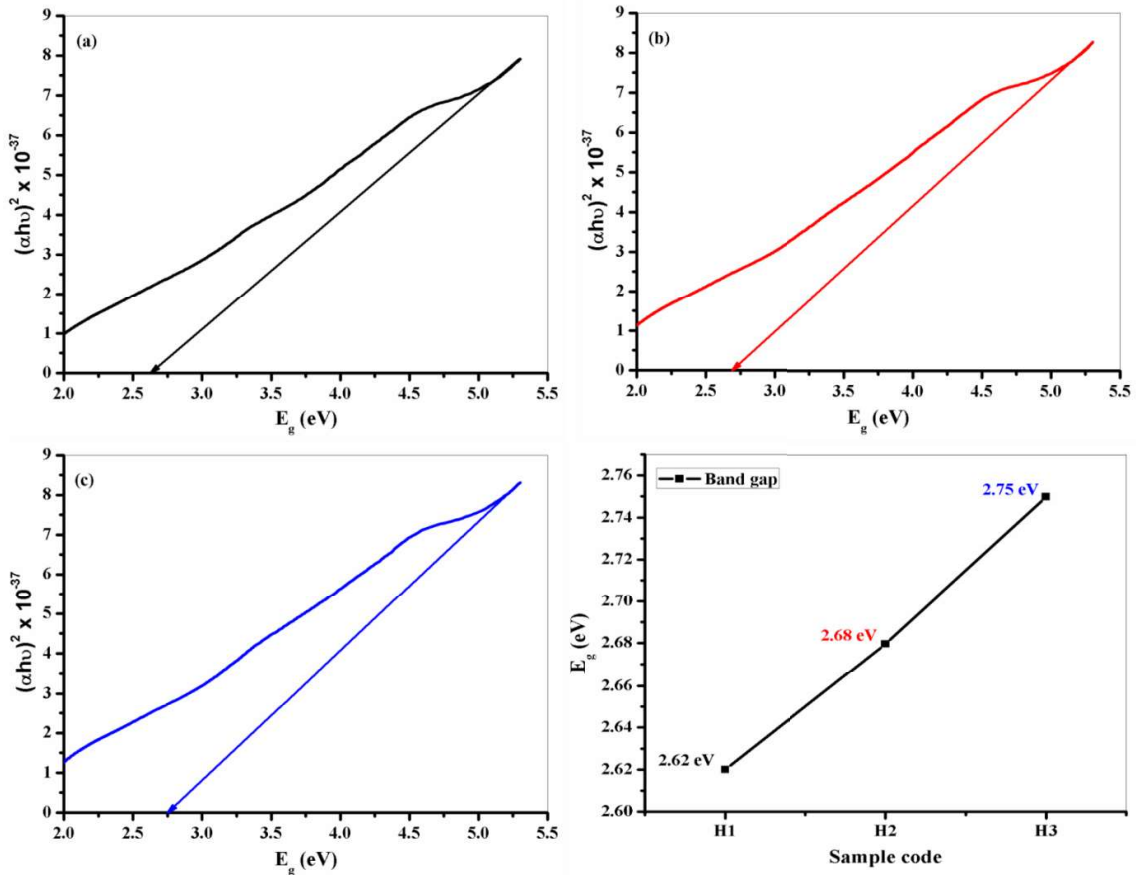 (a)
(αhυ)² x 10⁻³⁷
9
8
7
6
5
4
3
2
1
0
2.0 2.5 3.0 3.5 4.0 4.5 5.0 5.5
E_g (eV)
(b)
(αhυ)² x 10⁻³⁷
9
8
7
6
5
4
3
2
1
0
2.0 2.5 3.0 3.5 4.0 4.5 5.0 5.5
E_g (eV)
(c)
(αhυ)² x 10⁻³⁷
9
8
7
6
5
4
3
2
1
0
2.0 2.5 3.0 3.5 4.0 4.5 5.0 5.5
E_g (eV)
Band gap
E_g (eV)
2.76
2.74
2.72
2.70
2.68
2.66
2.64
2.62
2.60
2.75 eV
2.68 eV
2.62 eV
H1 H2 H3
Sample code